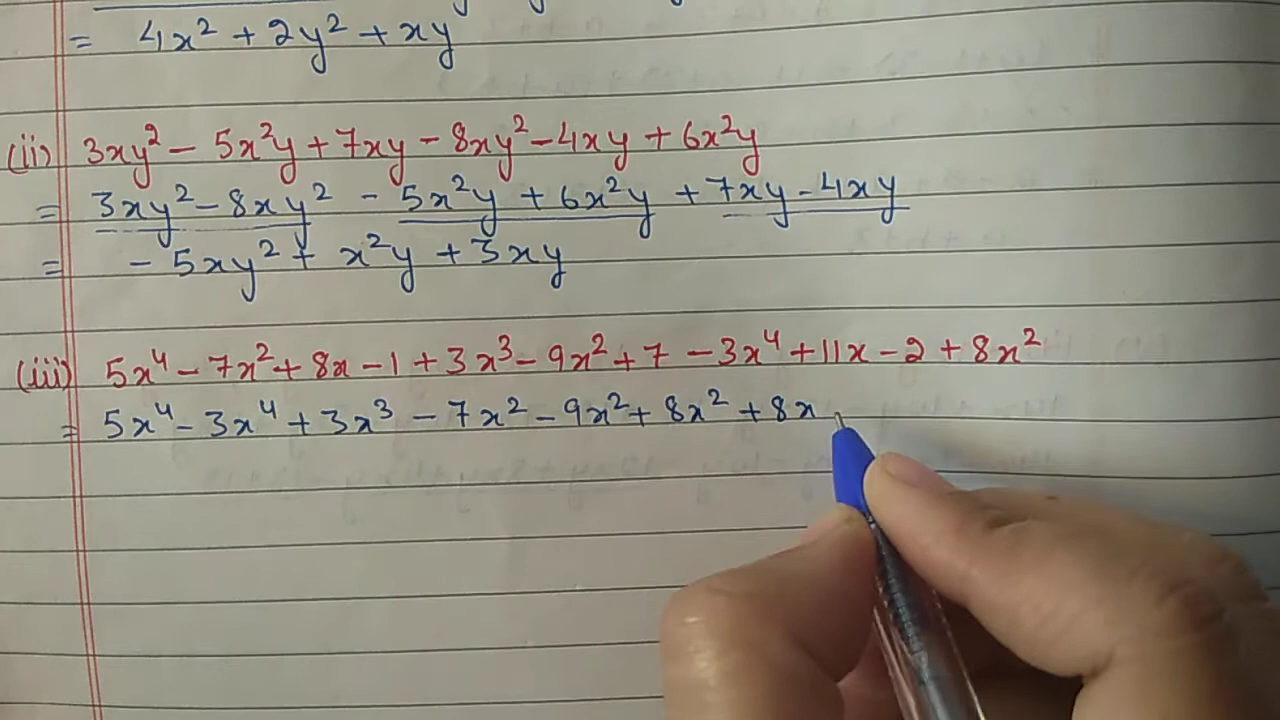 = 4x² + 2y² + xy
(ii) 3xy² - 5x²y + 7xy - 8xy² - 4xy + 6x²y
= 3xy² - 8xy² - 5x²y + 6x²y + 7xy - 4xy
= - 5xy² + x²y + 3xy
(iii) 5x⁴ - 7x² + 8x - 1 + 3x³ - 9x² + 7 - 3x⁴ + 11x - 2 + 8x²
= 5x⁴ - 3x⁴ + 3x³ - 7x² - 9x² + 8x² + 8x